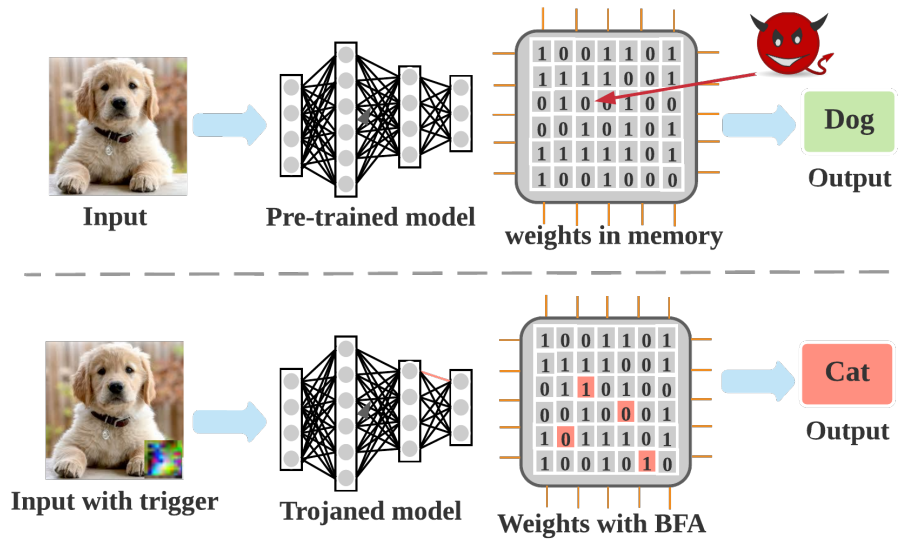 1 0 0 1 1 0 1
1 1 1 1 0 0 1
0 1 0 0 1 0 0
0 0 1 0 1 0 1
1 1 1 1 1 0 1
1 0 0 1 0 0 0
Dog
Input
Pre-trained model
weights in memory
Output
1 0 0 1 1 0 1
1 1 1 1 0 0 1
0 1 1 0 1 0 0
0 0 1 0 0 0 1
1 0 1 1 1 0 1
1 0 0 1 0 1 0
Cat
Input with trigger
Trojaned model
Weights with BFA
Output